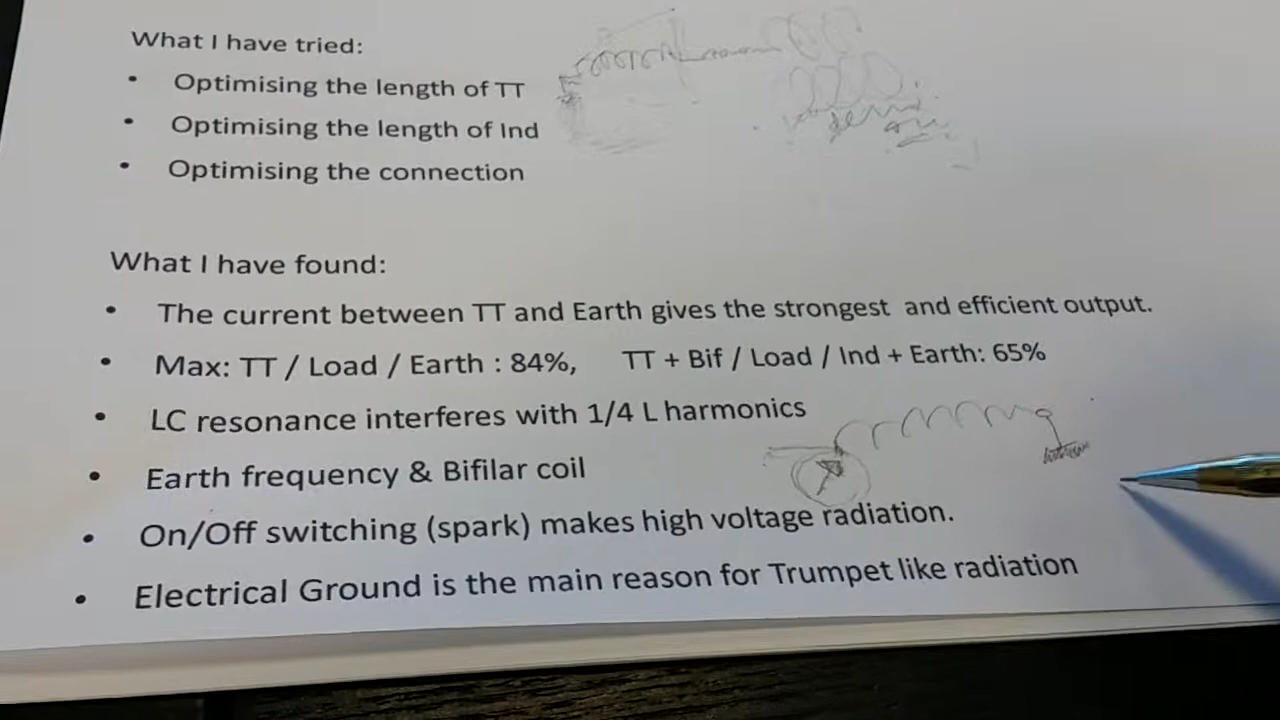 What I have tried:
• Optimising the length of TT
• Optimising the length of Ind
• Optimising the connection
What I have found:
• The current between TT and Earth gives the strongest and efficient output.
• Max: TT / Load / Earth : 84%, TT + Bif / Load / Ind + Earth: 65%
• LC resonance interferes with 1/4 L harmonics
• Earth frequency & Bifilar coil
• On/Off switching (spark) makes high voltage radiation.
• Electrical Ground is the main reason for Trumpet like radiation